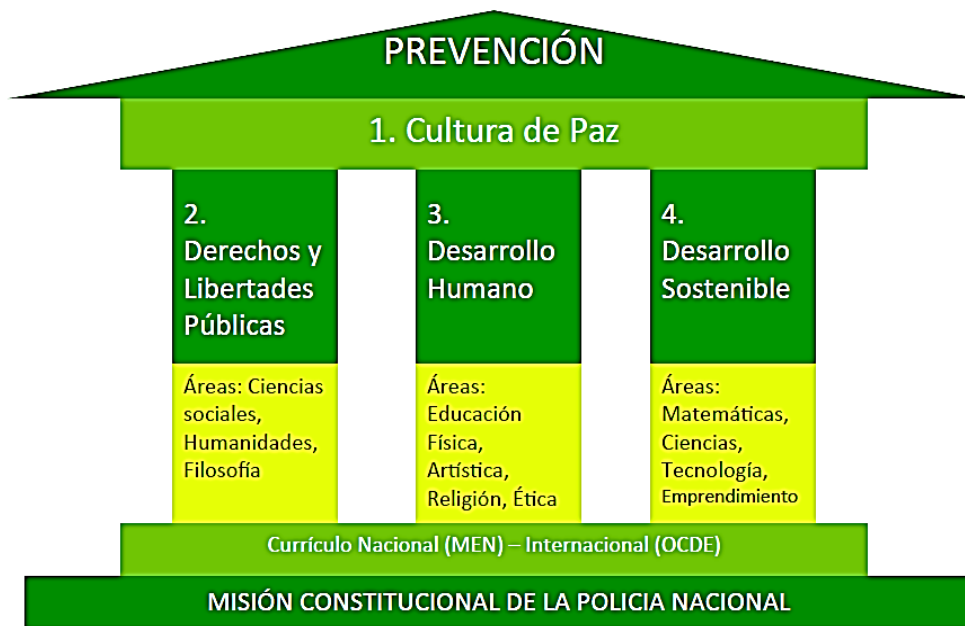 PREVENCIÓN
1. Cultura de Paz
2.
Derechos y
Libertades
Públicas
Áreas: Ciencias
sociales,
Humanidades,
Filosofía
3.
Desarrollo
Humano
Áreas:
Educación
Física,
Artística,
Religión, Ética
4.
Desarrollo
Sostenible
Áreas:
Matemáticas,
Ciencias,
Tecnología,
Emprendimiento
Currículo Nacional (MEN) – Internacional (OCDE)
MISIÓN CONSTITUCIONAL DE LA POLICIA NACIONAL